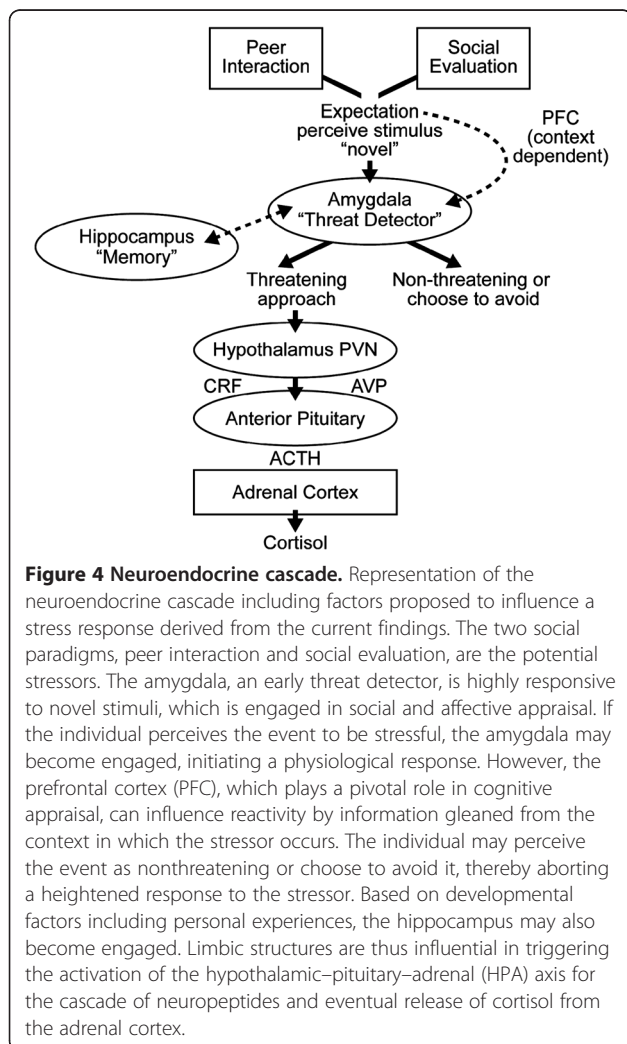 Peer
Interaction
Social
Evaluation
Expectation
perceive stimulus
“novel”
PFC
(context
dependent)
Amygdala
“Threat Detector”
Hippocampus
“Memory”
Threatening
approach
Non-threatening or
choose to avoid
Hypothalamus PVN
CRF
AVP
Anterior Pituitary
ACTH
Adrenal Cortex
Cortisol
Figure 4 Neuroendocrine cascade. Representation of the
neuroendocrine cascade including factors proposed to influence a
stress response derived from the current findings. The two social
paradigms, peer interaction and social evaluation, are the potential
stressors. The amygdala, an early threat detector, is highly responsive
to novel stimuli, which is engaged in social and affective appraisal. If
the individual perceives the event to be stressful, the amygdala may
become engaged, initiating a physiological response. However, the
prefrontal cortex (PFC), which plays a pivotal role in cognitive
appraisal, can influence reactivity by information gleaned from the
context in which the stressor occurs. The individual may perceive
the event as nonthreatening or choose to avoid it, thereby aborting
a heightened response to the stressor. Based on developmental
factors including personal experiences, the hippocampus may also
become engaged. Limbic structures are thus influential in triggering
the activation of the hypothalamic–pituitary–adrenal (HPA) axis for
the cascade of neuropeptides and eventual release of cortisol from
the adrenal cortex.